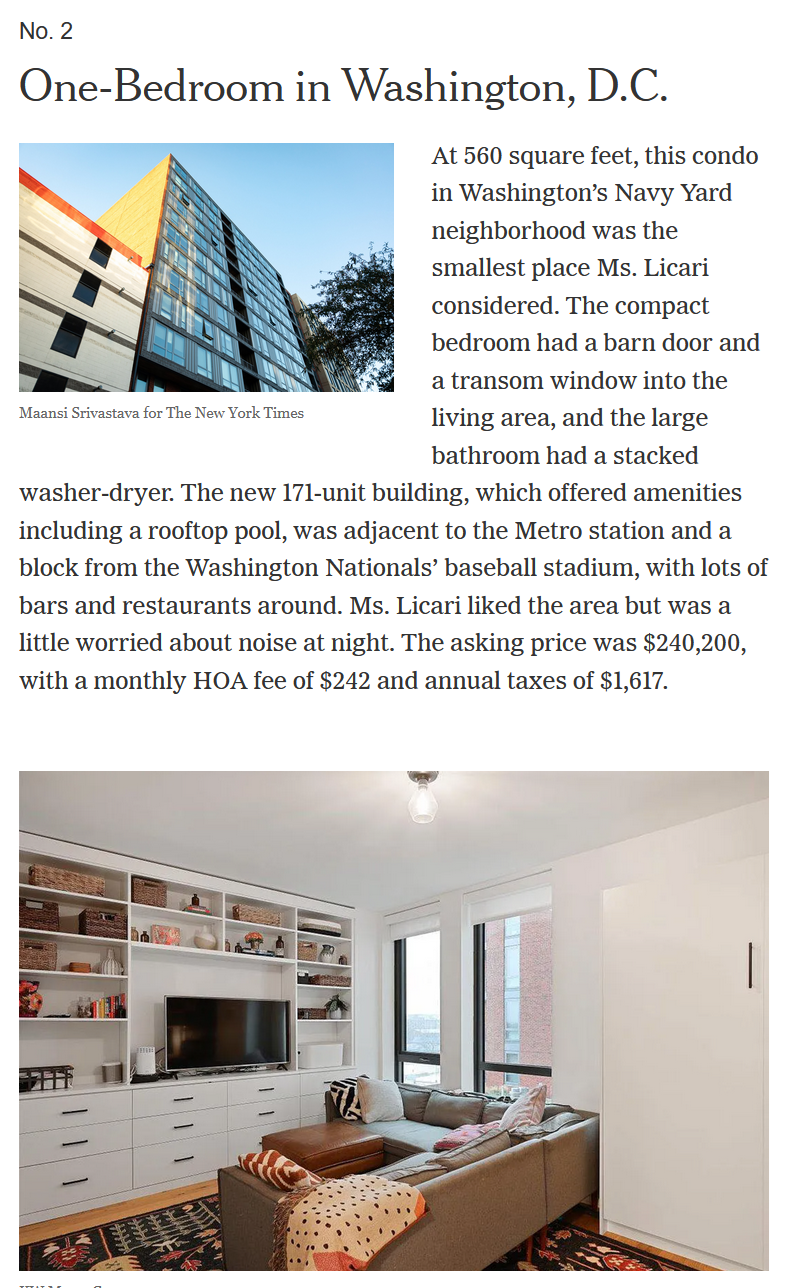 No. 2
One-Bedroom in Washington, D.C.
At 560 square feet, this condo
in Washington’s Navy Yard
neighborhood was the
smallest place Ms. Licari
considered. The compact
bedroom had a barn door and
a transom window into the
living area, and the large
bathroom had a stacked
Maansi Srivastava for The New York Times
washer-dryer. The new 171-unit building, which offered amenities
including a rooftop pool, was adjacent to the Metro station and a
block from the Washington Nationals’ baseball stadium, with lots of
bars and restaurants around. Ms. Licari liked the area but was a
little worried about noise at night. The asking price was $240,200,
with a monthly HOA fee of $242 and annual taxes of $1,617.